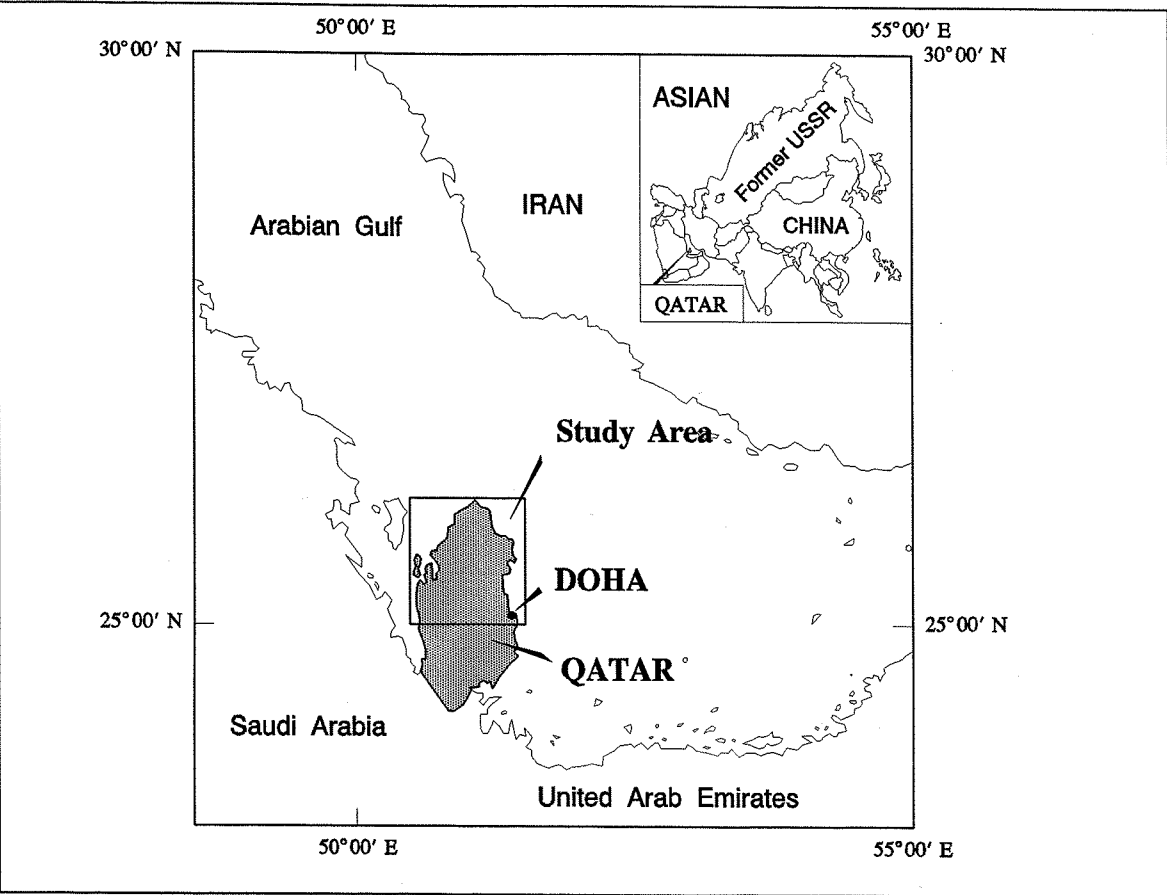 50°00′ E
55°00′ E
30°00′ N
30°00′ N
ASIAN
Former USSR
IRAN
Arabian Gulf
CHINA
QATAR
Study Area
DOHA
25°00′ N
25°00′ N
QATAR
Saudi Arabia
United Arab Emirates
50°00′ E
55°00′ E